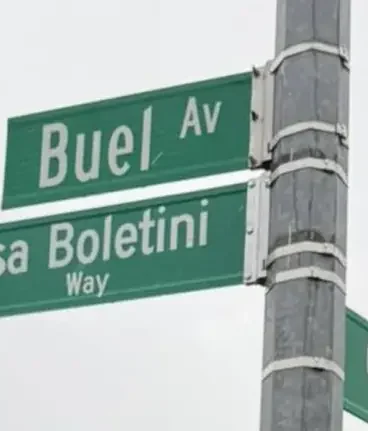 Buel Av
sa Boletini
Way